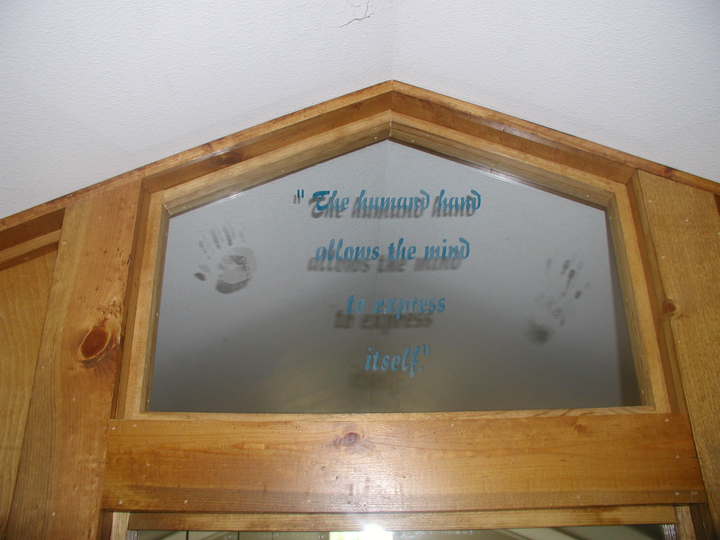 "The human hand
allows the mind
to express
itself."